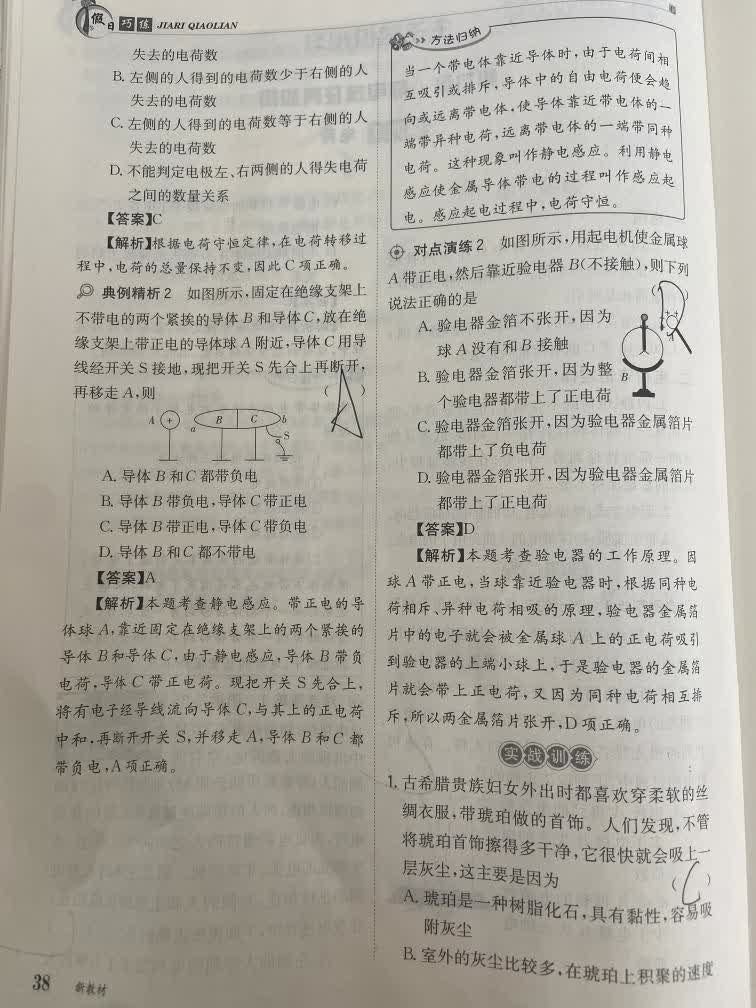 假日巧练 JIARI QIAOLIAN
失去的电荷数
B. 左侧的人得到的电荷数少于右侧的人
失去的电荷数
C. 左侧的人得到的电荷数等于右侧的人
失去的电荷数
D. 不能判定电极左、右两侧的人得失电荷
之间的数量关系
【答案】C
【解析】根据电荷守恒定律,在电荷转移过
程中,电荷的总量保持不变,因此 C 项正确。
典例精析 2 如图所示,固定在绝缘支架上
不带电的两个紧挨的导体 B 和导体 C,放在绝
缘支架上带正电的导体球 A 附近,导体 C 用导
线经开关 S 接地,现把开关 S 先合上再断开,
再移走 A,则 ( A )
A + a B C b
S
A. 导体 B 和 C 都带负电
B. 导体 B 带负电,导体 C 带正电
C. 导体 B 带正电,导体 C 带负电
D. 导体 B 和 C 都不带电
【答案】A
【解析】本题考查静电感应。带正电的导
体球 A,靠近固定在绝缘支架上的两个紧挨的
导体 B 和导体 C,由于静电感应,导体 B 带负
电荷,导体 C 带正电荷。现把开关 S 先合上,
将有电子经导线流向导体 C,与其上的正电荷
中和,再断开开关 S,并移走 A,导体 B 和 C 都
带负电,A 项正确。
38 新教材
方法归纳
当一个带电体靠近导体时,由于电荷间相
互吸引或排斥,导体中的自由电荷便会趋
向或远离带电体,使导体靠近带电体的一
端带异种电荷,远离带电体的一端带同种
电荷。这种现象叫作静电感应。利用静电
感应使金属导体带电的过程叫作感应起
电。感应起电过程中,电荷守恒。
对点演练 2 如图所示,用起电机使金属球
A 带正电,然后靠近验电器 B(不接触),则下列
说法正确的是 ( )
A. 验电器金箔不张开,因为
球 A 没有和 B 接触
B. 验电器金箔张开,因为整
个验电器都带上了正电荷
B
C. 验电器金箔张开,因为验电器金属箔片
都带上了负电荷
D. 验电器金箔张开,因为验电器金属箔片
都带上了正电荷
【答案】D
【解析】本题考查验电器的工作原理。因
球 A 带正电,当球靠近验电器时,根据同种电
荷相斥、异种电荷相吸的原理,验电器金属箔
片中的电子就会被金属球 A 上的正电荷吸引
到验电器的上端小球上,于是验电器的金属箔
片就会带上正电荷,又因为同种电荷相互排
斥,所以两金属箔片张开,D 项正确。
实战训练
1. 古希腊贵族妇女外出时都喜欢穿柔软的丝
绸衣服,带琥珀做的首饰。人们发现,不管
将琥珀首饰擦得多干净,它很快就会吸上一
层灰尘,这主要是因为 ( C )
A. 琥珀是一种树脂化石,具有黏性,容易吸
附灰尘
B. 室外的灰尘比较多,在琥珀上积聚的速度